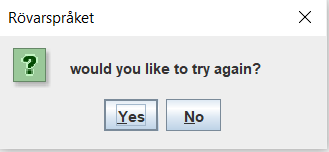 Rövarspråket
would you like to try again?
Yes No